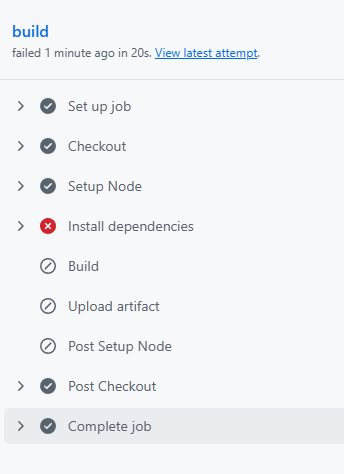 build
failed 1 minute ago in 20s. View latest attempt.
Set up job
Checkout
Setup Node
Install dependencies
Build
Upload artifact
Post Setup Node
Post Checkout
Complete job